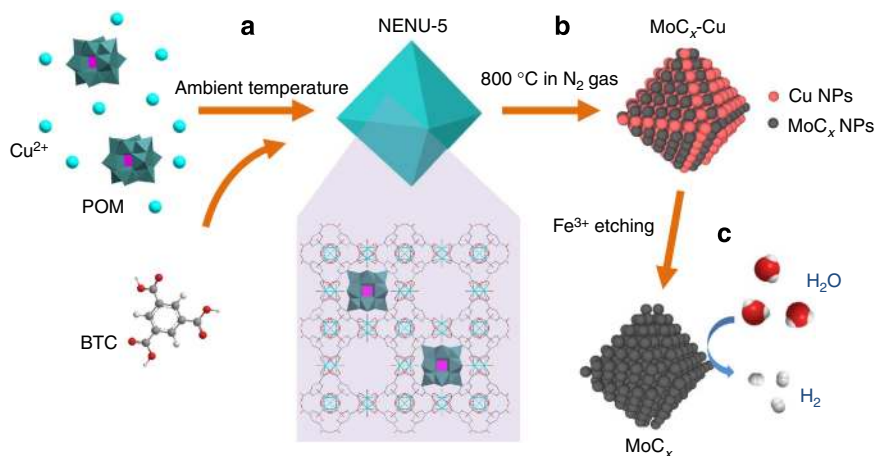 a
NENU-5
b
MoCₓ-Cu
Ambient temperature
800 °C in N₂ gas
Cu NPs
MoCₓ NPs
Cu²⁺
POM
Fe³⁺ etching
c
H₂O
BTC
H₂
MoCₓ